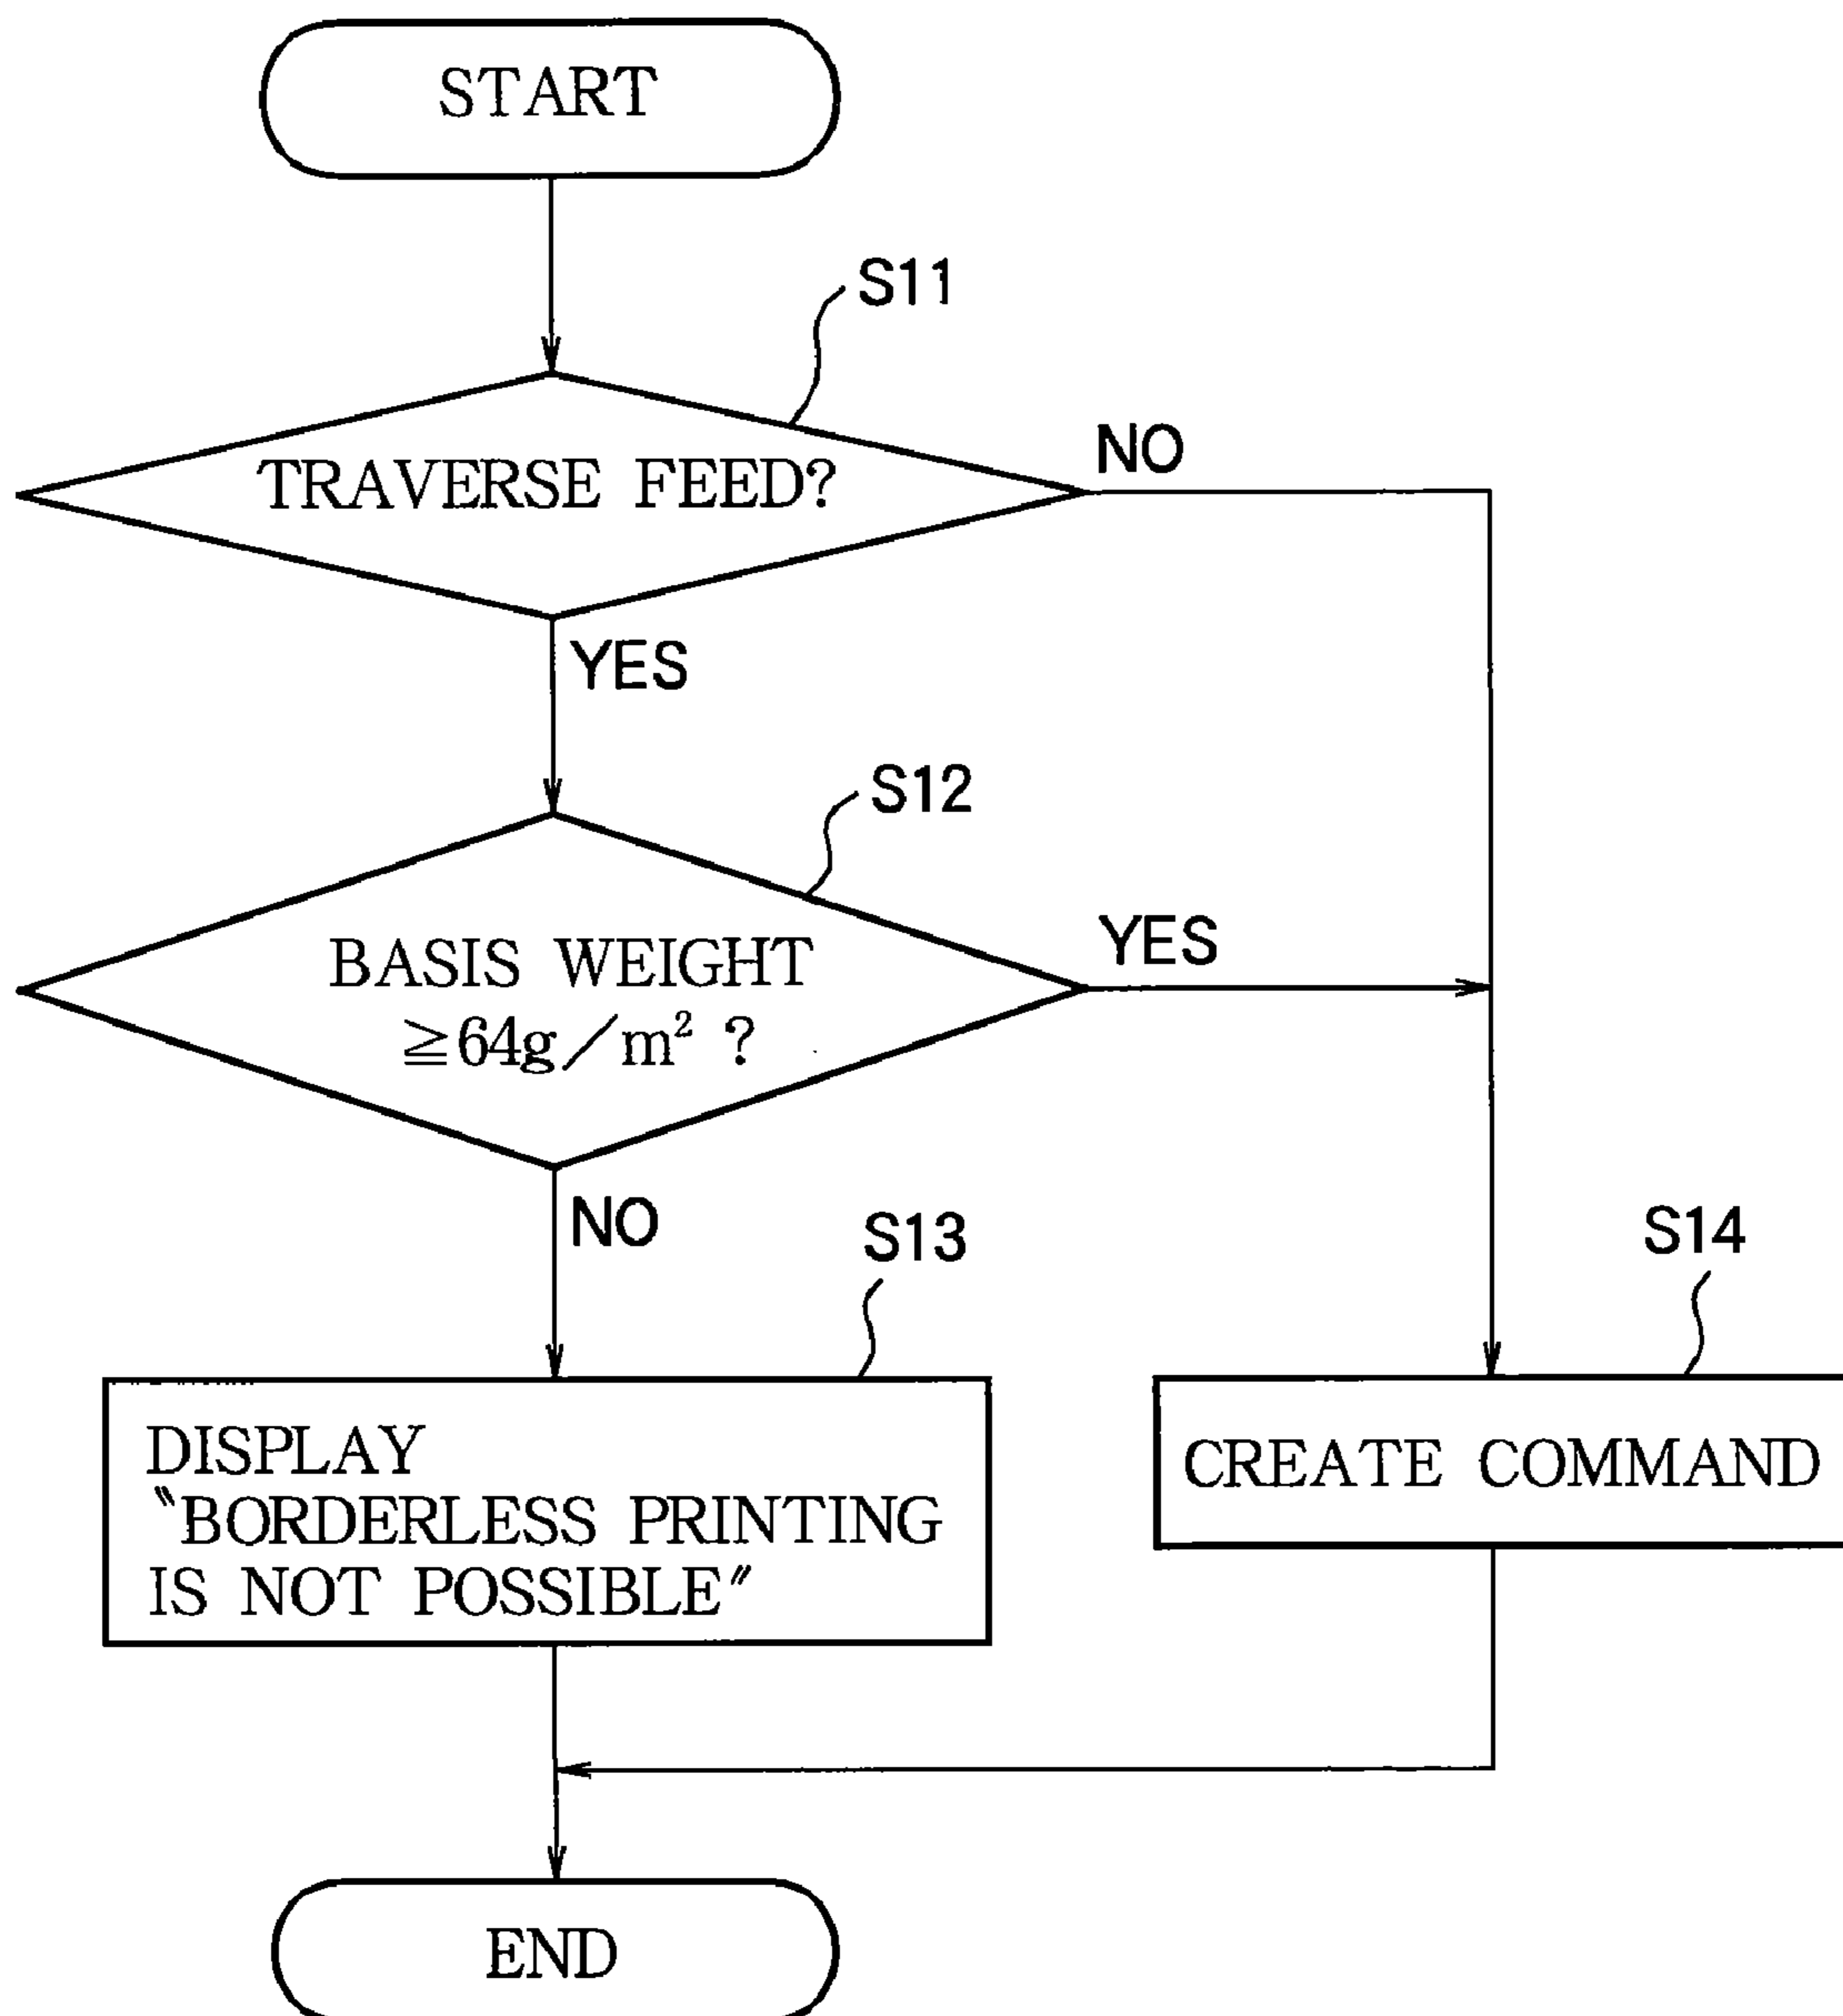 START
S11
TRAVERSE FEED?
NO
YES
S12
BASIS WEIGHT
≧64g/m² ?
YES
NO
S13
S14
DISPLAY
〝BORDERLESS PRINTING
IS NOT POSSIBLE〞
CREATE COMMAND
END